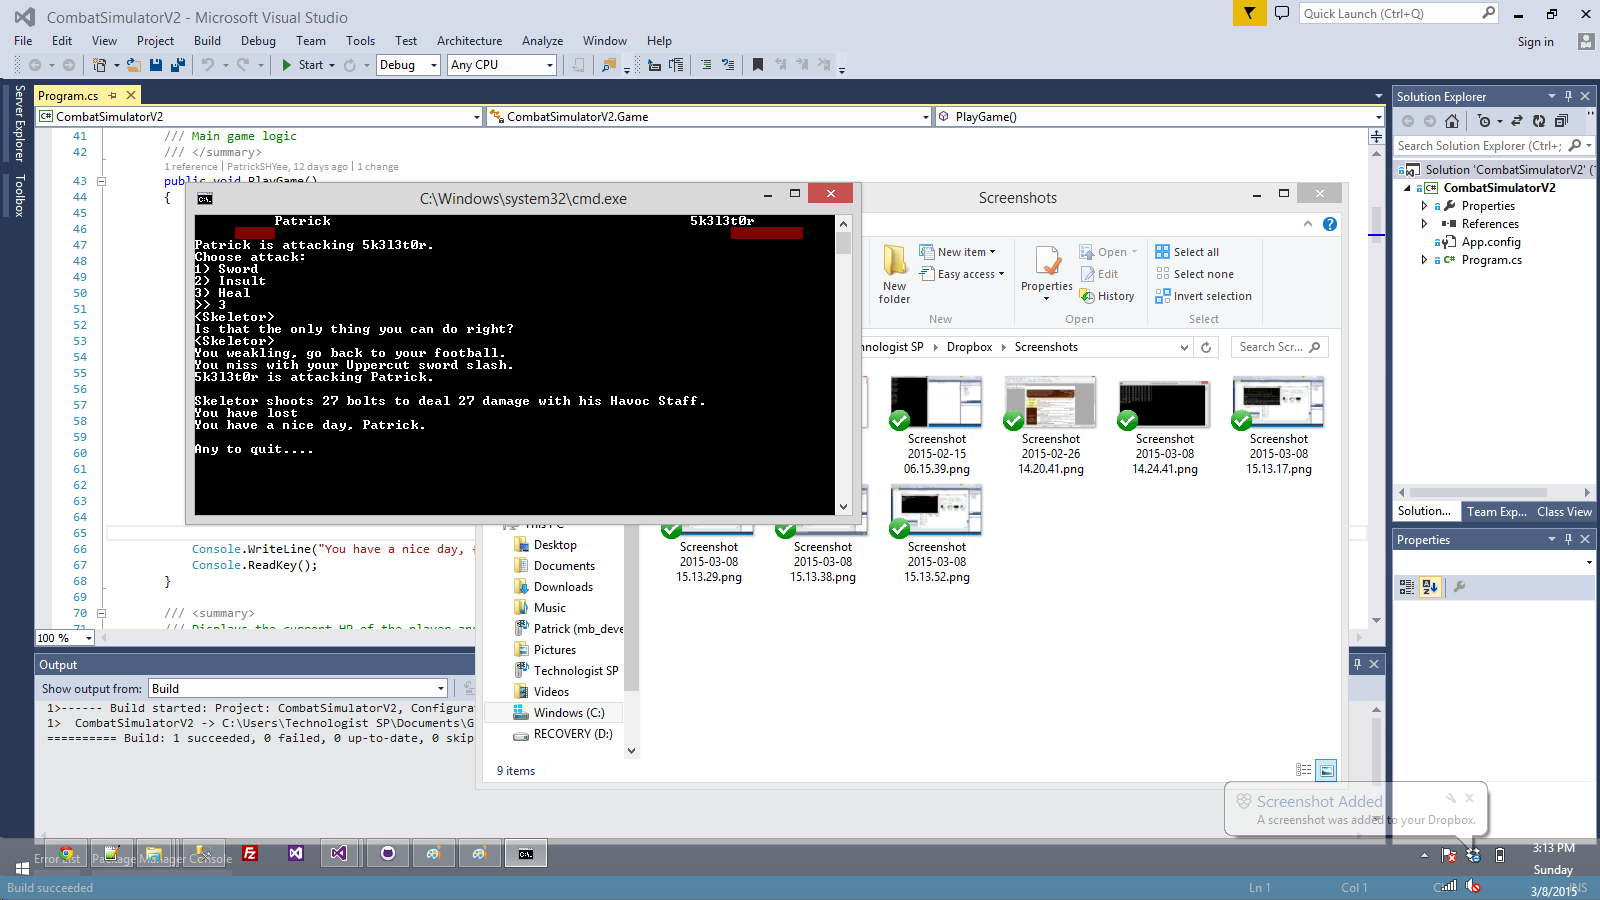 CombatSimulatorV2 - Microsoft Visual Studio
Quick Launch (Ctrl+Q)
File Edit View Project Build Debug Team Tools Test Architecture Analyze Window Help
Sign in
Start Debug Any CPU
Server Explorer
Toolbox
Program.cs
CombatSimulatorV2
CombatSimulatorV2.Game
PlayGame()
41 /// Main game logic
42 /// </summary>
1 reference | PatrickSHYee, 12 days ago | 1 change
43 public void PlayGame()
44 {
45
46
47
48
49
50
51
52
53
54
55
56
57
58
59
60
61
62
63
64
65
66 Console.WriteLine("You have a nice day, {
67 Console.ReadKey();
68 }
69
70 /// <summary>
71 /// Displays the current HP of the player and
100 %
C:\Windows\system32\cmd.exe
Patrick 5k3l3t0r
Patrick is attacking 5k3l3t0r.
Choose attack:
1) Sword
2) Insult
3) Heal
>> 3
<Skeletor>
Is that the only thing you can do right?
<Skeletor>
You weakling, go back to your football.
You miss with your Uppercut sword slash.
5k3l3t0r is attacking Patrick.
Skeletor shoots 27 bolts to deal 27 damage with his Havoc Staff.
You have lost
You have a nice day, Patrick.
Any to quit....
Screenshots
New folder
New item
Easy access
New
Properties
Open
Edit
History
Open
Select all
Select none
Invert selection
Select
hnologist SP Dropbox Screenshots
Search Scr...
Screenshot
2015-02-15
06.15.39.png
Screenshot
2015-02-26
14.20.41.png
Screenshot
2015-03-08
14.24.41.png
Screenshot
2015-03-08
15.13.17.png
Screenshot
2015-03-08
15.13.29.png
Screenshot
2015-03-08
15.13.38.png
Screenshot
2015-03-08
15.13.52.png
This PC
Desktop
Documents
Downloads
Music
Patrick (mb_deve
Pictures
Technologist SP
Videos
Windows (C:)
RECOVERY (D:)
9 items
Solution Explorer
Search Solution Explorer (Ctrl+;
Solution 'CombatSimulatorV2' (1
CombatSimulatorV2
Properties
References
App.config
Program.cs
Solution... Team Exp... Class View
Properties
Output
Show output from: Build
1>------ Build started: Project: CombatSimulatorV2, Configurat
1> CombatSimulatorV2 -> C:\Users\Technologist SP\Documents\G
========== Build: 1 succeeded, 0 failed, 0 up-to-date, 0 skip
Screenshot Added
A screenshot was added to your Dropbox.
Error List Package Manager Console
3:13 PM
Sunday
3/8/2015
Build succeeded
Ln 1 Col 1 INS